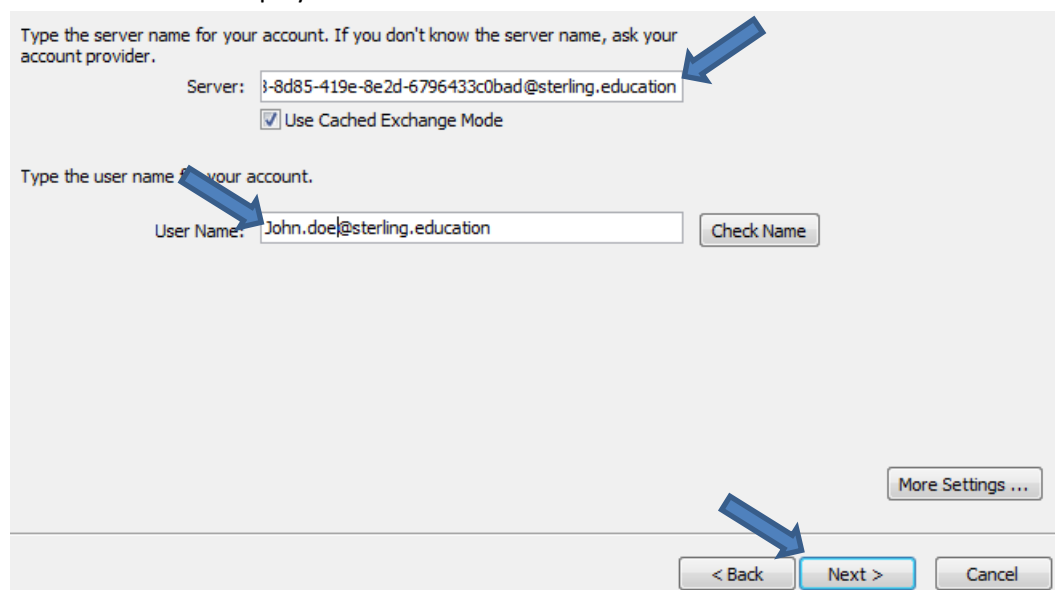 Type the server name for your account. If you don't know the server name, ask your
account provider.
Server: 3-8d85-419e-8e2d-6796433c0bad@sterling.education
Use Cached Exchange Mode
Type the user name for your account.
User Name: John.doe@sterling.education Check Name
More Settings ...
< Back Next > Cancel